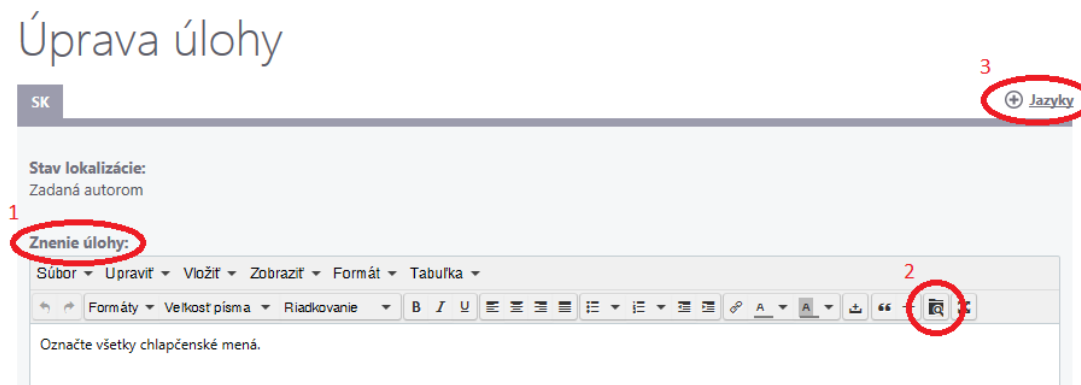 Úprava úlohy
3
SK
Jazyky
Stav lokalizácie:
Zadaná autorom
1
Znenie úlohy:
Súbor Upraviť Vložiť Zobraziť Formát Tabuľka
2
Formáty Veľkosť písma Riadkovanie B I U A A
Označte všetky chlapčenské mená.